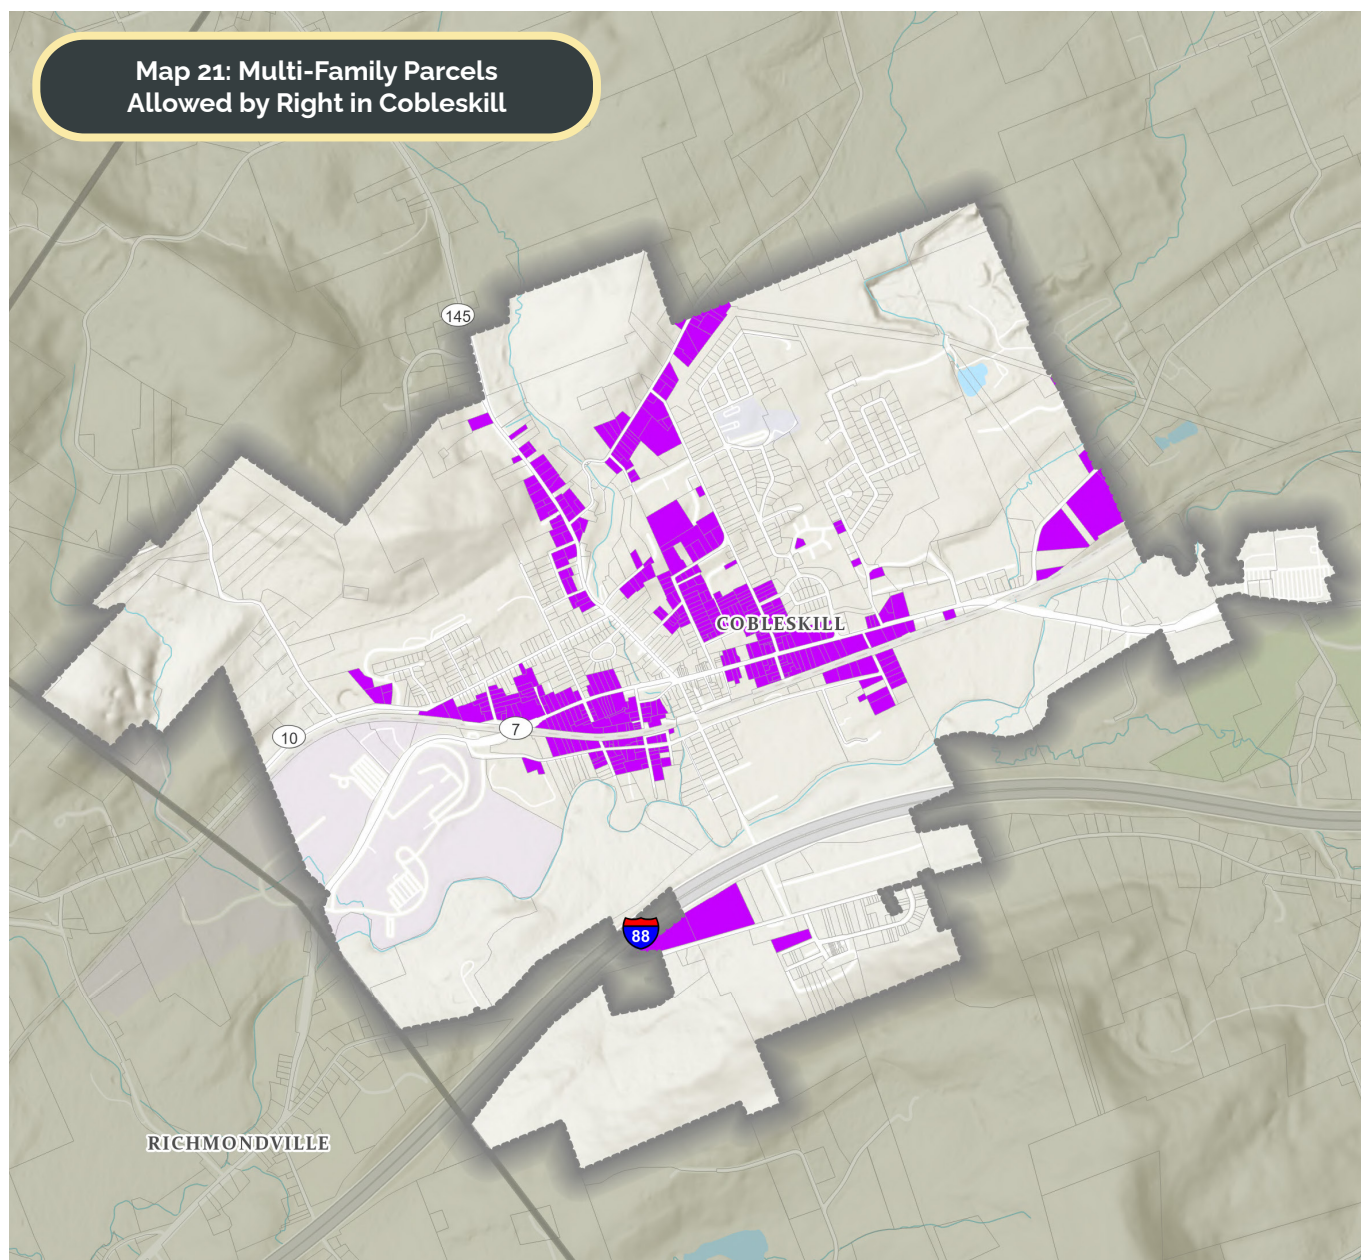 Map 21: Multi-Family Parcels
Allowed by Right in Cobleskill
145
COBLESKILL
7
10
88
RICHMONDVILLE